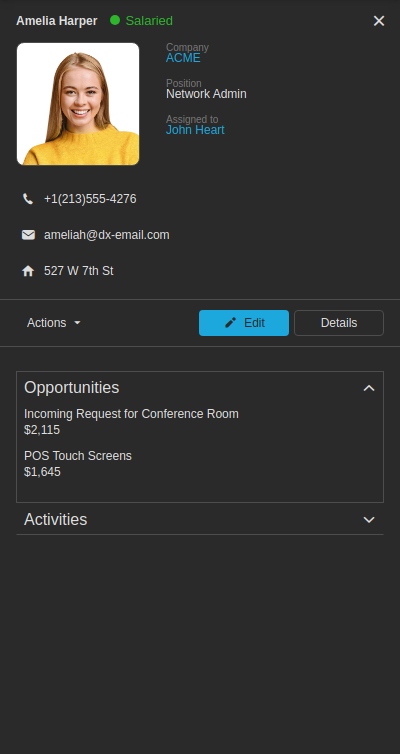 Amelia Harper Salaried
Company
ACME
Position
Network Admin
Assigned to
John Heart
+1(213)555-4276
ameliah@dx-email.com
527 W 7th St
Actions Edit Details
Opportunities
Incoming Request for Conference Room
$2,115
POS Touch Screens
$1,645
Activities